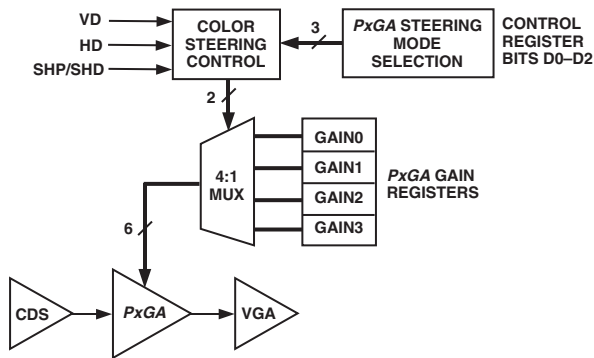 VD
HD
SHP/SHD
COLOR
STEERING
CONTROL
3
PxGA STEERING
MODE
SELECTION
CONTROL
REGISTER
BITS D0–D2
2
4:1
MUX
GAIN0
GAIN1
GAIN2
GAIN3
PxGA GAIN
REGISTERS
6
CDS
PxGA
VGA